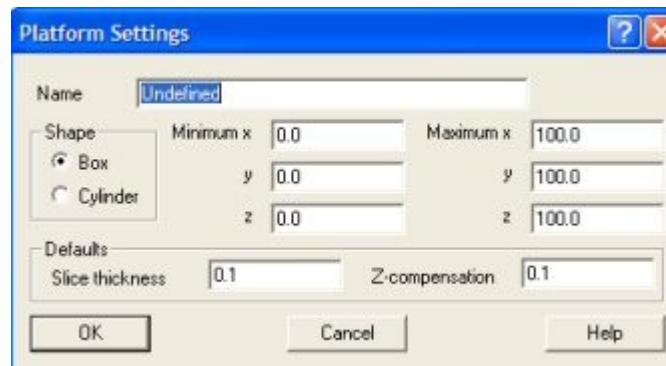 Platform Settings
Name Undefined
Shape Minimum x 0.0 Maximum x 100.0
Box
y 0.0 y 100.0
Cylinder
z 0.0 z 100.0
Defaults
Slice thickness 0.1 Z-compensation 0.1
OK Cancel Help